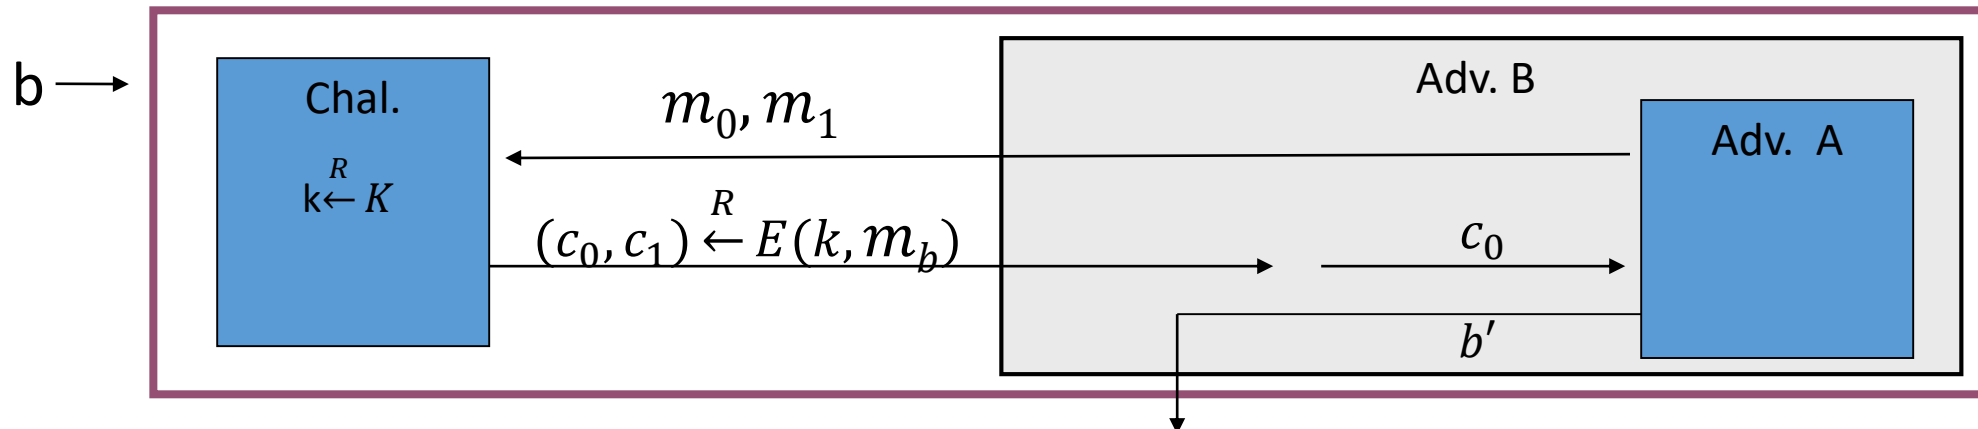 b
Chal.
k ←R K
m₀, m₁
(c₀, c₁) ←R E(k, m_b)
Adv. B
Adv. A
c₀
b′